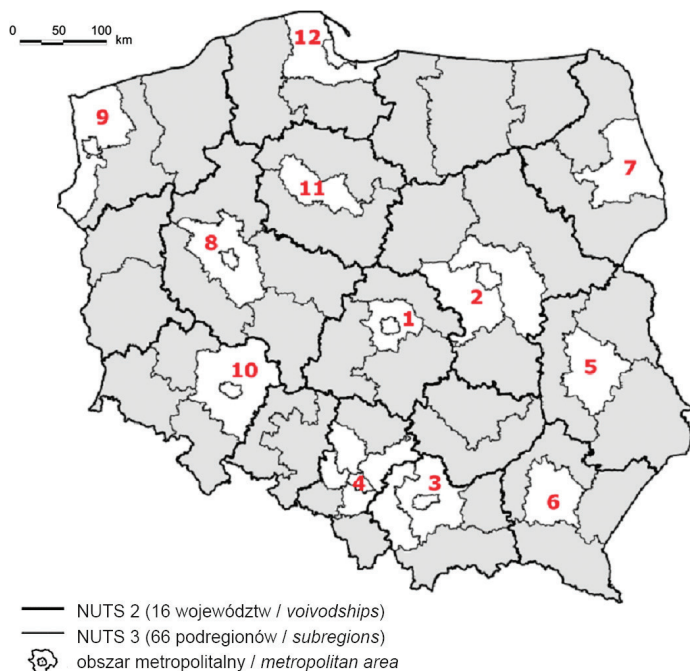 0 50 100
km
12
9
7
11
8
2
1
10
5
4
3
6
NUTS 2 (16 województw / voivodships)
NUTS 3 (66 podregionów / subregions)
obszar metropolitalny / metropolitan area